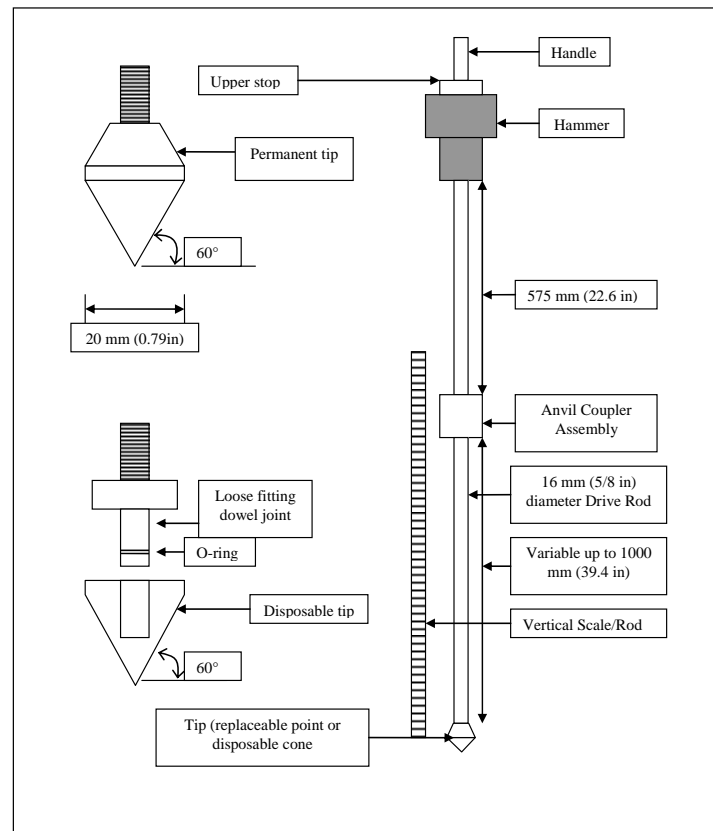 Handle
Upper stop
Hammer
Permanent tip
60°
575 mm (22.6 in)
20 mm (0.79in)
Anvil Coupler
Assembly
Loose fitting
dowel joint
16 mm (5/8 in)
diameter Drive Rod
O-ring
Variable up to 1000
mm (39.4 in)
Disposable tip
Vertical Scale/Rod
60°
Tip (replaceable point or
disposable cone